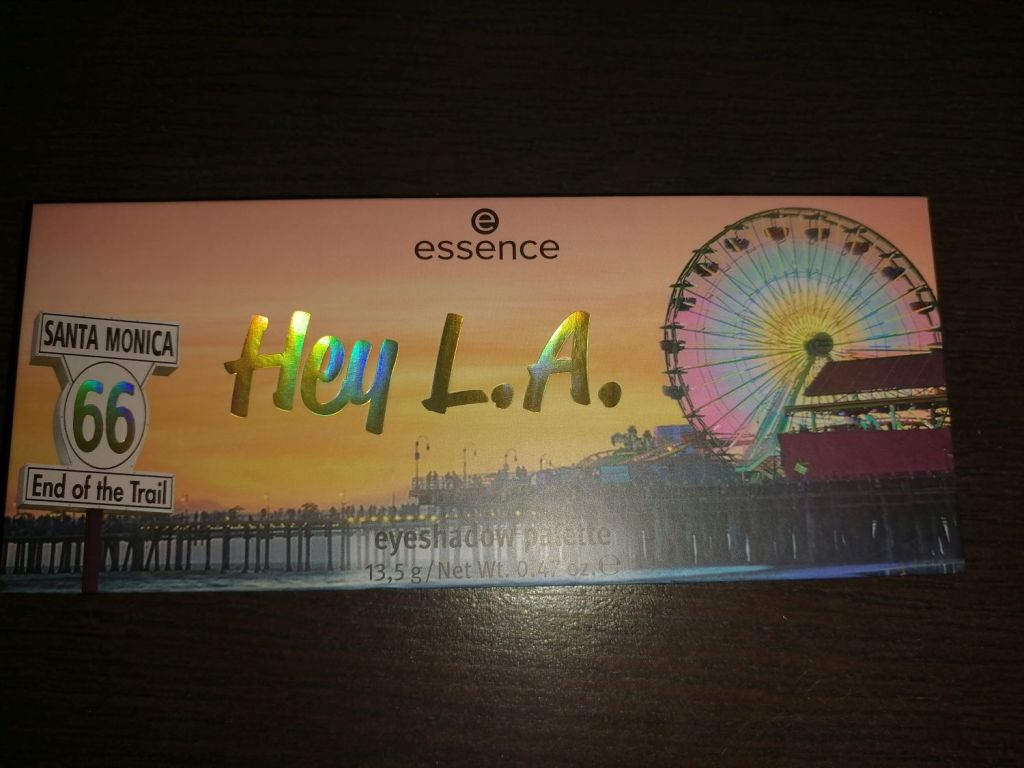 e
essence
Hey L.A.
SANTA MONICA
66
End of the Trail
eyeshadow palette
13,5 g/Net Wt. 0.47 oz. ℮